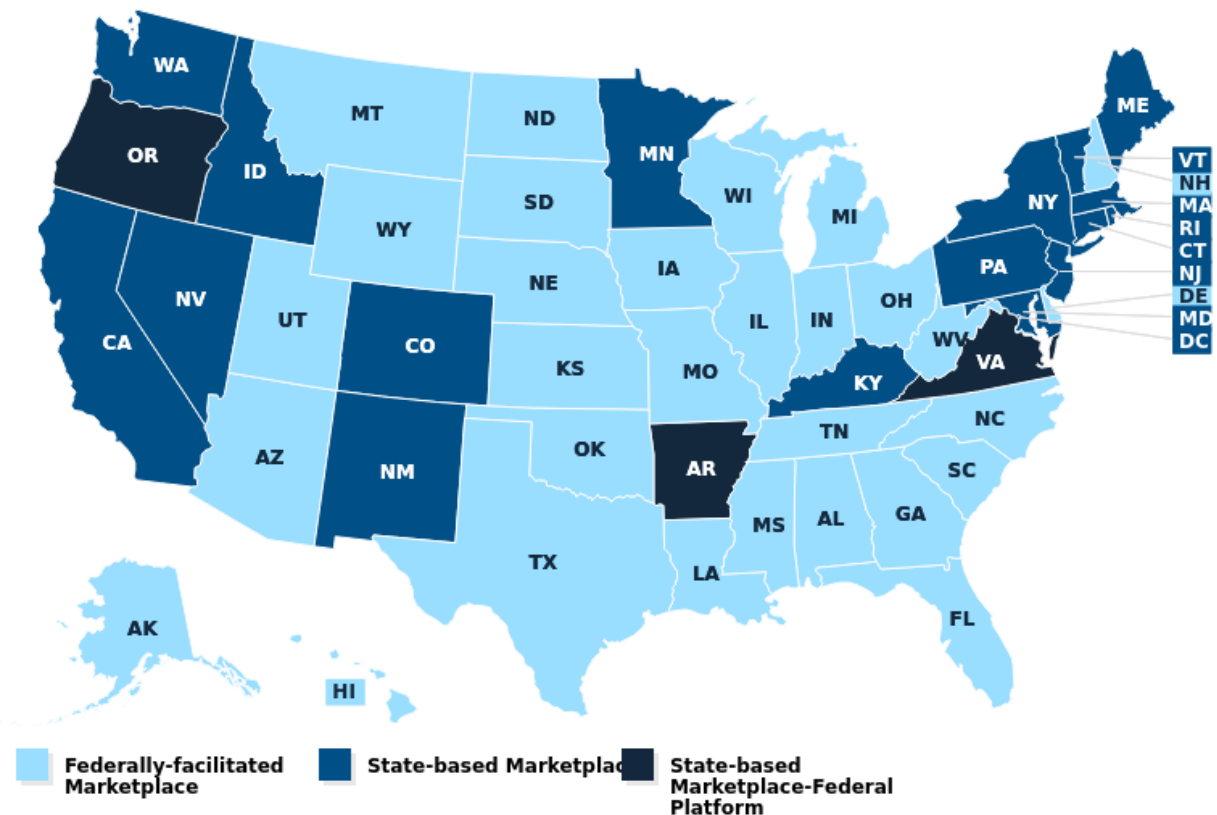 WA
ME
MT
ND
OR
MN
VT
ID
NH
SD
WI
NY
MA
MI
WY
RI
CT
IA
PA
NJ
NE
NV
OH
DE
UT
IL
IN
MD
CA
CO
WV
DC
VA
KS
MO
KY
NC
TN
OK
AZ
NM
AR
SC
GA
MS
AL
TX
LA
FL
AK
HI
Federally-facilitated
Marketplace
State-based Marketplac
State-based
Marketplace-Federal
Platform